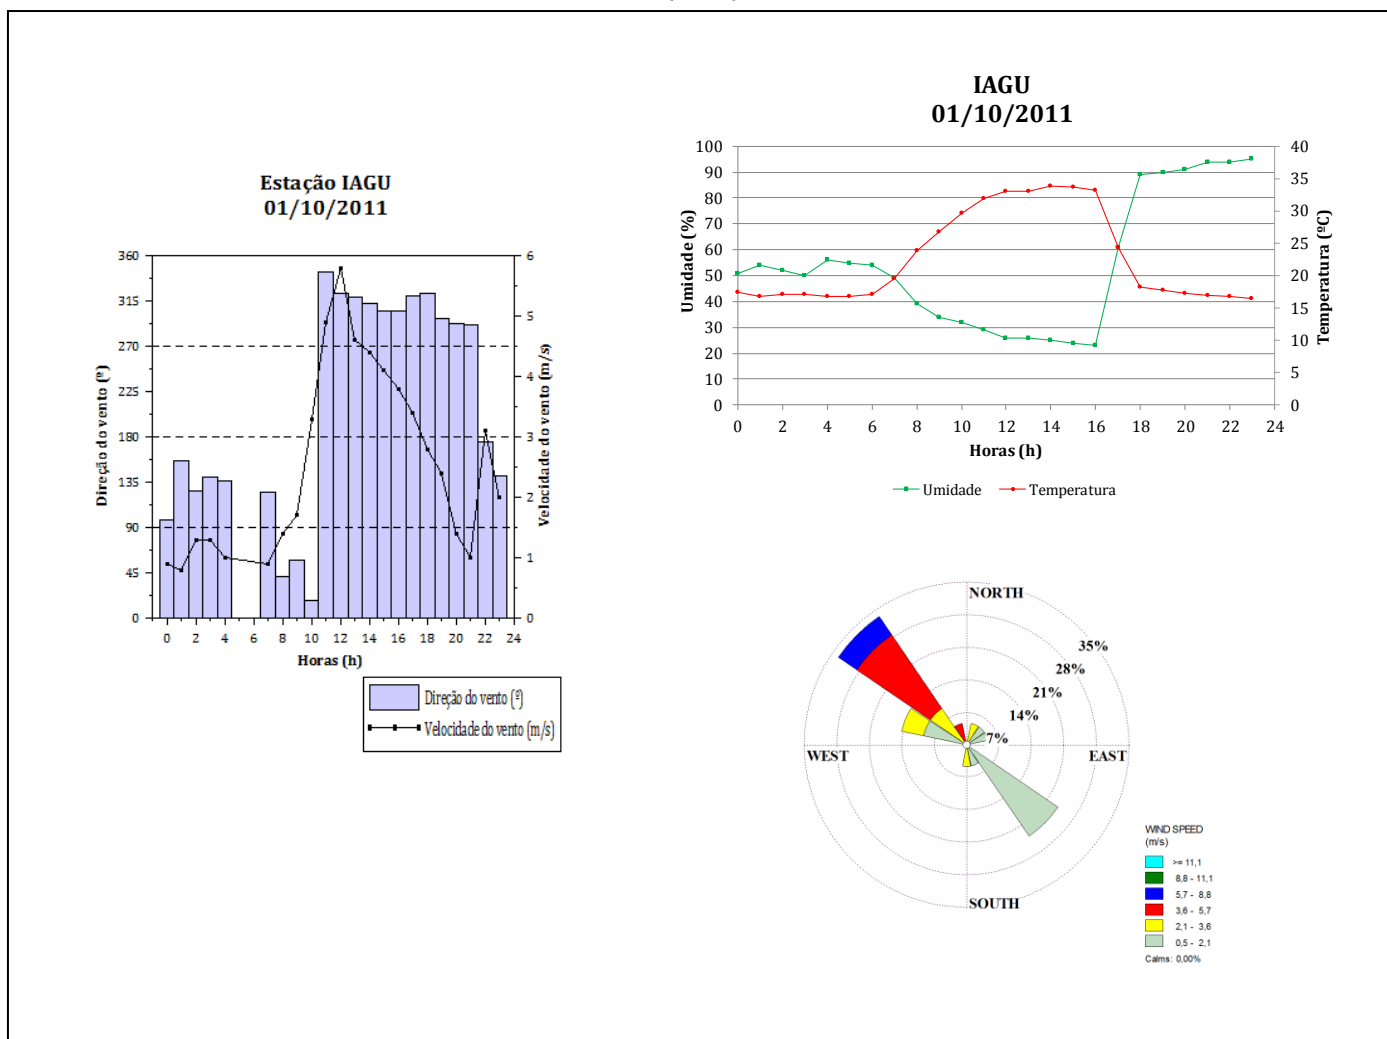 Estação IAGU
01/10/2011
360
315
270
225
180
135
90
45
0
Direção do vento (º)
6
5
4
3
2
1
0
Velocidade do vento (m/s)
0 2 4 6 8 10 12 14 16 18 20 22 24
Horas (h)
Direção do vento (º)
Velocidade do vento (m/s)
IAGU
01/10/2011
100
90
80
70
60
50
40
30
20
10
0
Umidade (%)
40
35
30
25
20
15
10
5
0
Temperatura (ºC)
0 2 4 6 8 10 12 14 16 18 20 22 24
Horas (h)
Umidade Temperatura
NORTH
35%
28%
21%
14%
7%
WEST
EAST
SOUTH
WIND SPEED
(m/s)
>= 11,1
8,8 - 11,1
5,7 - 8,8
3,6 - 5,7
2,1 - 3,6
0,5 - 2,1
Calms: 0,00%